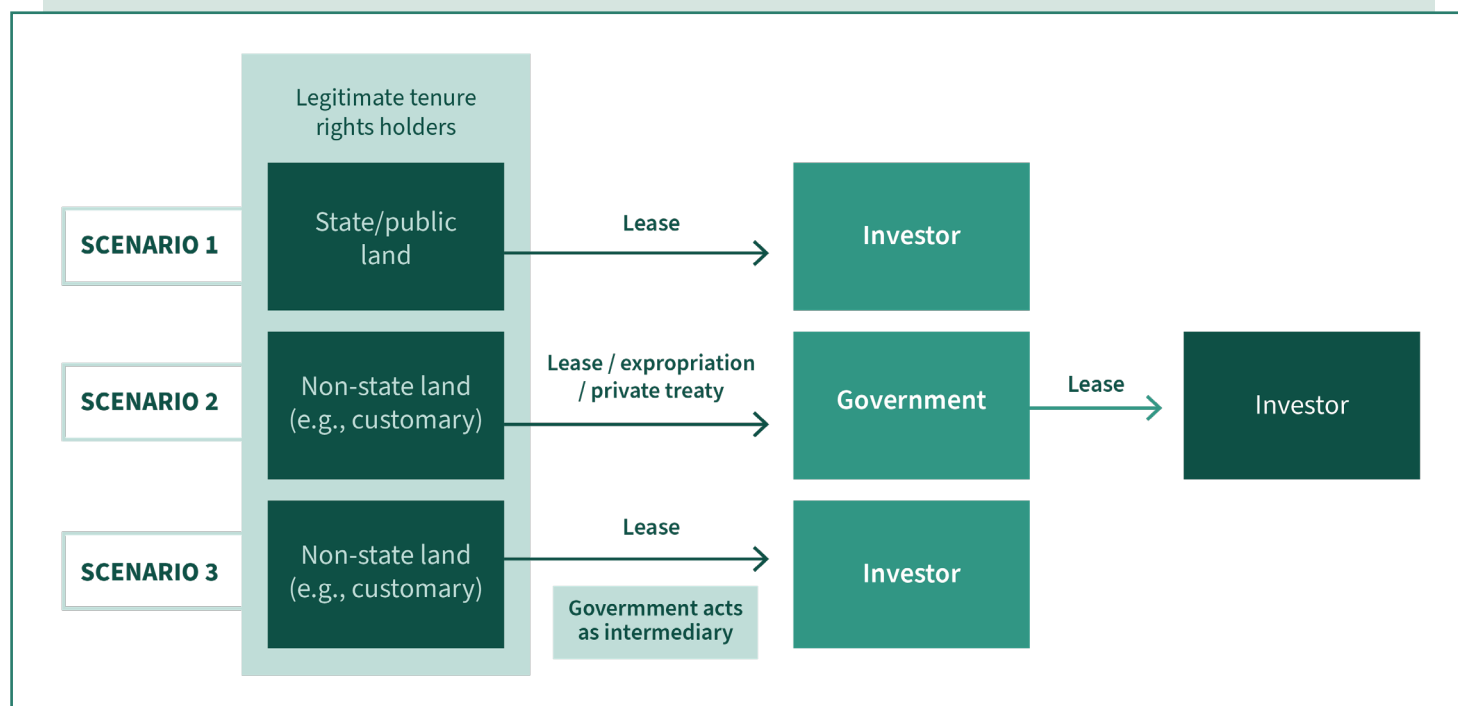 Legitimate tenure
rights holders
SCENARIO 1
State/public
land
Lease
Investor
SCENARIO 2
Non-state land
(e.g., customary)
Lease / expropriation
/ private treaty
Government
Lease
Investor
SCENARIO 3
Non-state land
(e.g., customary)
Lease
Govermment acts
as intermediary
Investor